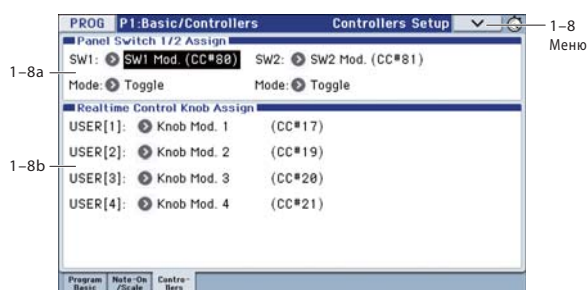 PROG P1:Basic/Controllers Controllers Setup
1–8
Меню
Panel Switch 1/2 Assign
1–8a
SW1: SW1 Mod. (CC#80) SW2: SW2 Mod. (CC#81)
Mode: Toggle Mode: Toggle
Realtime Control Knob Assign
USER[1]: Knob Mod. 1 (CC#17)
USER[2]: Knob Mod. 2 (CC#19)
1–8b
USER[3]: Knob Mod. 3 (CC#20)
USER[4]: Knob Mod. 4 (CC#21)
Program Basic
Note-On /Scale
Contro- llers